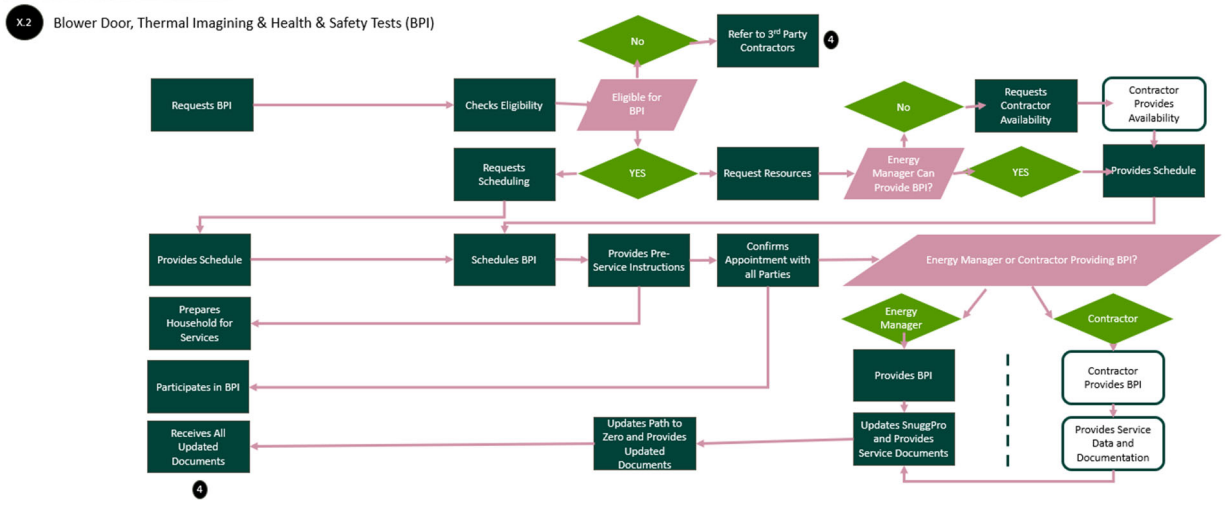 X.2
Blower Door, Thermal Imagining & Health & Safety Tests (BPI)
No
Refer to 3rd Party
Contractors
4
Requests BPI
Checks Eligibility
Eligible for
BPI
No
Requests
Contractor
Availability
Contractor
Provides
Availability
Requests
Scheduling
YES
Request Resources
Energy
Manager Can
Provide BPI?
YES
Provides Schedule
Provides Schedule
Schedules BPI
Provides Pre-
Service Instructions
Confirms
Appointment with
all Parties
Energy Manager or Contractor Providing BPI?
Prepares
Household for
Services
Energy
Manager
Contractor
Participates in BPI
Provides BPI
Contractor
Provides BPI
Receives All
Updated
Documents
Updates Path to
Zero and Provides
Updated
Documents
Updates SnuggPro
and Provides
Service Documents
Provides Service
Data and
Documentation
4